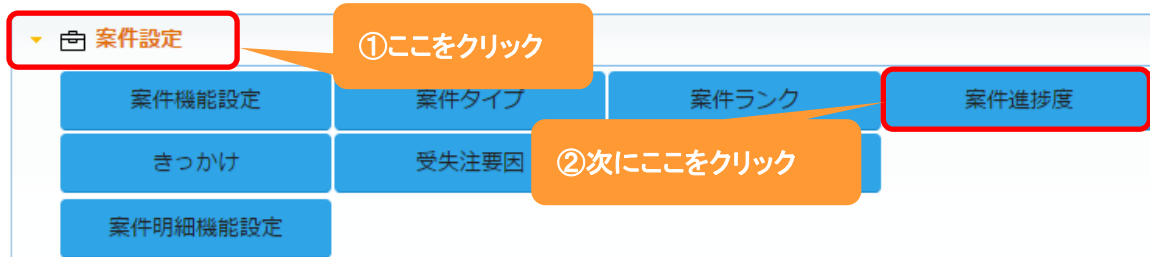 案件設定
①ここをクリック
案件機能設定
案件タイプ
案件ランク
案件進捗度
きっかけ
受失注要因
②次にここをクリック
案件明細機能設定